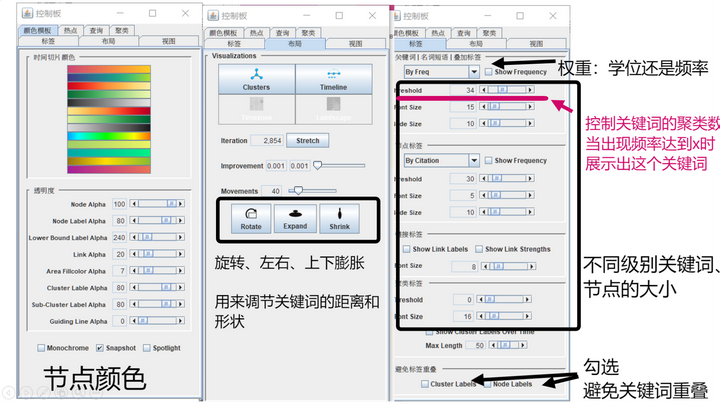 控制板
颜色模板 热点 查询 聚类
标签 布局 视图
时间切片颜色
透明度
Node Alpha 100
Node Label Alpha 80
Lower Bound Label Alpha 240
Link Alpha 20
Area Fillcolor Alpha 7
Cluster Lable Alpha 80
Sub-Cluster Label Alpha 80
Guiding Line Alpha 0
Monochrome Snapshot Spotlight
节点颜色
控制板
颜色模板 热点 查询 聚类
标签 布局 视图
Visualizations
Clusters Timeline
Iteration 2,854 Stretch
Improvement 0.001 0.001
Movements 40
Rotate Expand Shrink
旋转、左右、上下膨胀
用来调节关键词的距离和
形状
控制板
颜色模板 热点 查询 聚类
标签 布局 视图
关键词 | 名词短语 | 叠加标签
By Freq Show Frequency
reshold 34
ont Size 15
ode Size 10
节点标签
By Citation Show Frequency
reshold 30
ont Size 5
ode Size 10
链接标签
Show Link Labels Show Link Strengths
ont Size 8
聚类标签
Threshold 0
ont Size 16
Show Cluster Labels Over Time
Max Length 50
避免标签重叠
Cluster Labels Node Labels
权重：学位还是频率
控制关键词的聚类数
当出现频率达到x时
展示出这个关键词
不同级别关键词、
节点的大小
勾选
避免关键词重叠